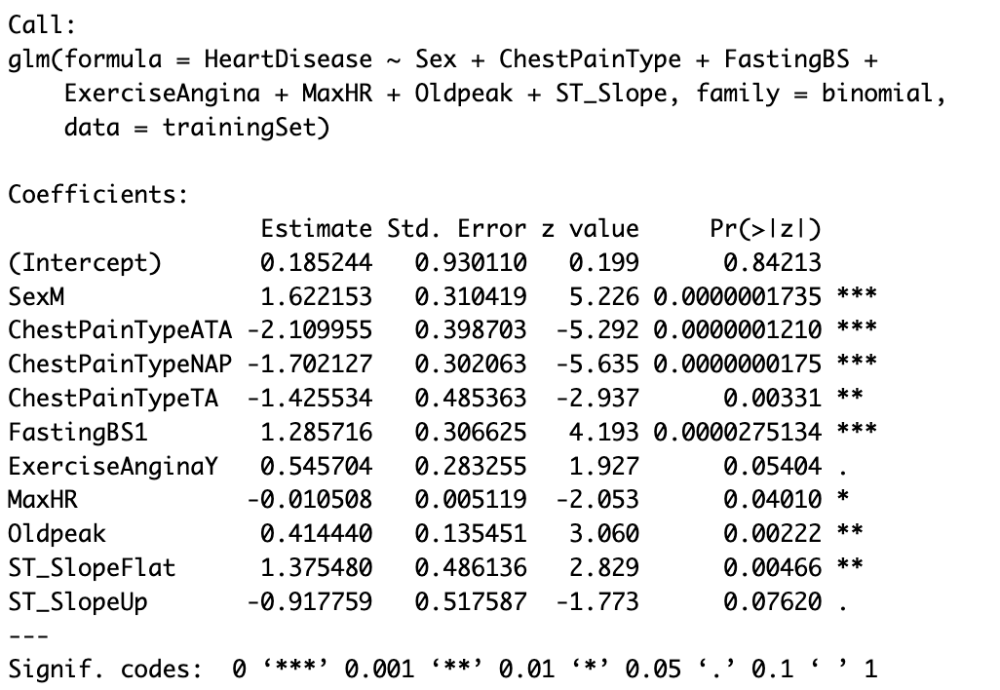 Call:
glm(formula = HeartDisease ~ Sex + ChestPainType + FastingBS +
    ExerciseAngina + MaxHR + Oldpeak + ST_Slope, family = binomial,
    data = trainingSet)

Coefficients:
                  Estimate Std. Error z value     Pr(>|z|)
(Intercept)       0.185244   0.930110   0.199      0.84213
SexM              1.622153   0.310419   5.226 0.0000001735 ***
ChestPainTypeATA -2.109955   0.398703  -5.292 0.0000001210 ***
ChestPainTypeNAP -1.702127   0.302063  -5.635 0.0000000175 ***
ChestPainTypeTA  -1.425534   0.485363  -2.937      0.00331 **
FastingBS1        1.285716   0.306625   4.193 0.0000275134 ***
ExerciseAnginaY   0.545704   0.283255   1.927      0.05404 .
MaxHR            -0.010508   0.005119  -2.053      0.04010 *
Oldpeak           0.414440   0.135451   3.060      0.00222 **
ST_SlopeFlat      1.375480   0.486136   2.829      0.00466 **
ST_SlopeUp       -0.917759   0.517587  -1.773      0.07620 .
---
Signif. codes:  0 ‘***’ 0.001 ‘**’ 0.01 ‘*’ 0.05 ‘.’ 0.1 ‘ ’ 1